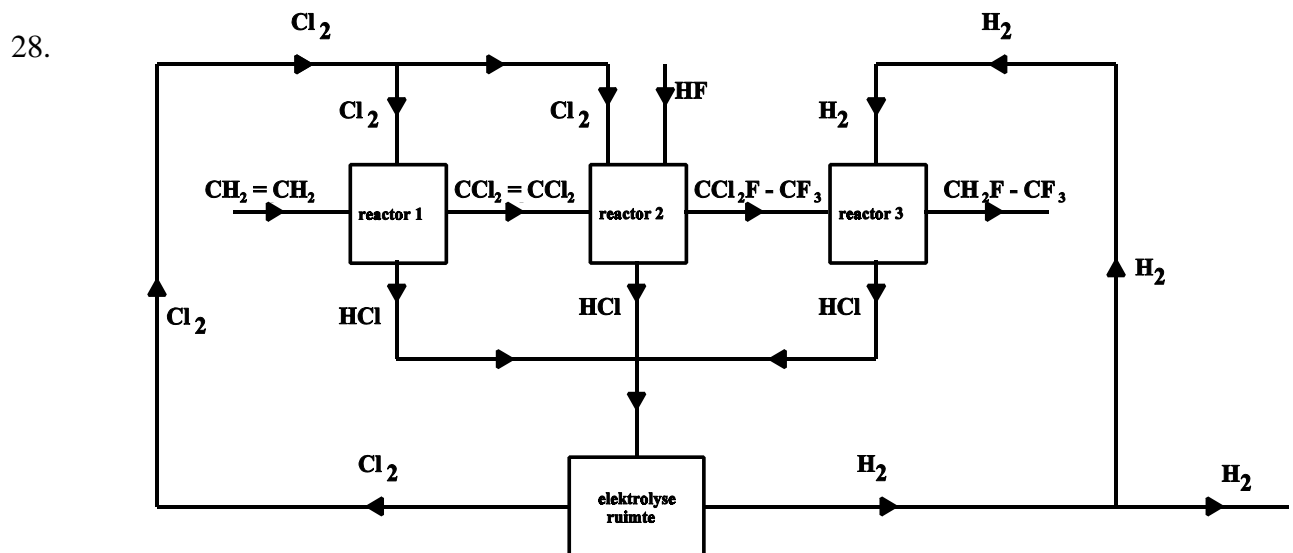 Cl2 H2
28.
Cl2 Cl2 HF H2
CH2 = CH2 CCl2 = CCl2 CCl2F - CF3 CH2F - CF3
reactor 1 reactor 2 reactor 3
H2
Cl2 HCl HCl HCl
Cl2 H2 H2
elektrolyse
ruimte